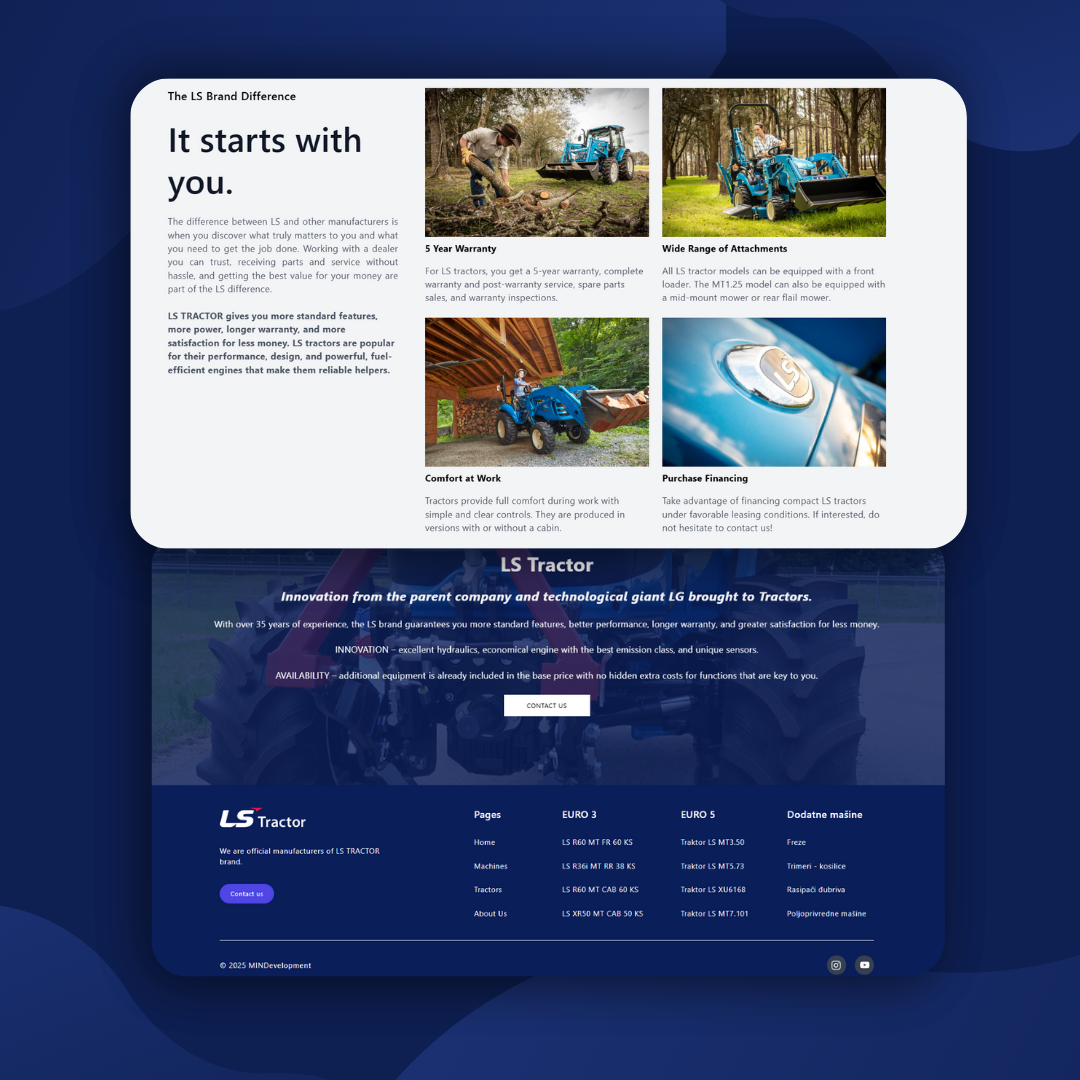 The LS Brand Difference
It starts with
you.
The difference between LS and other manufacturers is
when you discover what truly matters to you and what
you need to get the job done. Working with a dealer
you can trust, receiving parts and service without
hassle, and getting the best value for your money are
part of the LS difference.
LS TRACTOR gives you more standard features,
more power, longer warranty, and more
satisfaction for less money. LS tractors are popular
for their performance, design, and powerful, fuel-
efficient engines that make them reliable helpers.
5 Year Warranty
For LS tractors, you get a 5-year warranty, complete
warranty and post-warranty service, spare parts
sales, and warranty inspections.
Wide Range of Attachments
All LS tractor models can be equipped with a front
loader. The MT1.25 model can also be equipped with
a mid-mount mower or rear flail mower.
LS
Comfort at Work
Tractors provide full comfort during work with
simple and clear controls. They are produced in
versions with or without a cabin.
Purchase Financing
Take advantage of financing compact LS tractors
under favorable leasing conditions. If interested, do
not hesitate to contact us!
LS Tractor
Innovation from the parent company and technological giant LG brought to Tractors.
With over 35 years of experience, the LS brand guarantees you more standard features, better performance, longer warranty, and greater satisfaction for less money.
INNOVATION – excellent hydraulics, economical engine with the best emission class, and unique sensors.
AVAILABILITY – additional equipment is already included in the base price with no hidden extra costs for functions that are key to you.
CONTACT US
LS Tractor
We are official manufacturers of LS TRACTOR
brand.
Contact us
Pages
Home
Machines
Tractors
About Us
EURO 3
LS R60 MT FR 60 KS
LS R36i MT RR 38 KS
LS R60 MT CAB 60 KS
LS XR50 MT CAB 50 KS
EURO 5
Traktor LS MT3.50
Traktor LS MT5.73
Traktor LS XU6168
Traktor LS MT7.101
Dodatne mašine
Freze
Trimeri - kosilice
Rasipači đubriva
Poljoprivredne mašine
© 2025 MINDevelopment